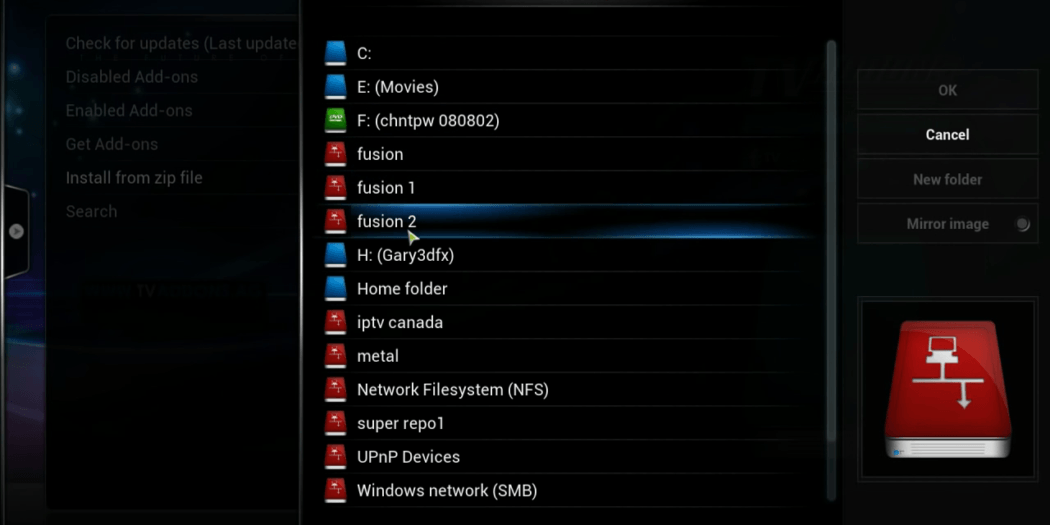 Check for updates (Last update
Disabled Add-ons
Enabled Add-ons
Get Add-ons
Install from zip file
Search
C:
E: (Movies)
F: (chntpw 080802)
fusion
fusion 1
fusion 2
H: (Gary3dfx)
Home folder
iptv canada
metal
Network Filesystem (NFS)
super repo1
UPnP Devices
Windows network (SMB)
OK
Cancel
New folder
Mirror image